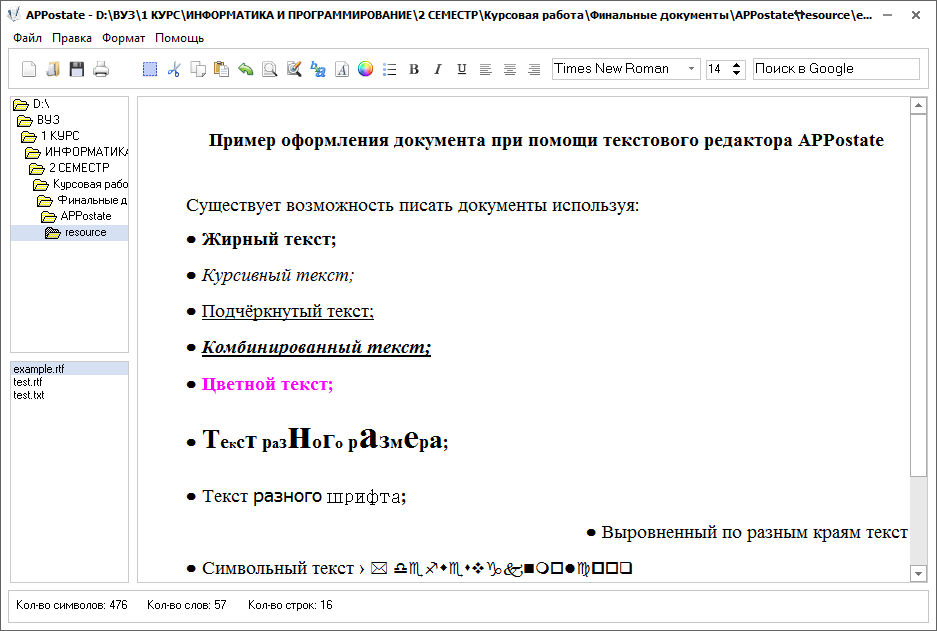 APPostate - D:\ВУЗ\1 КУРС\ИНФОРМАТИКА И ПРОГРАММИРОВАНИЕ\2 СЕМЕСТР\Курсовая работа\Финальные документы\APPostate\resource\e...
Файл Правка Формат Помощь
Times New Roman 14 Поиск в Google
D:\
ВУЗ
1 КУРС
ИНФОРМАТИКА
2 СЕМЕСТР
Курсовая рабо
Финальные д
APPostate
resource
example.rtf
test.rtf
test.txt
Пример оформления документа при помощи текстового редактора APPostate
Существует возможность писать документы используя:
● Жирный текст;
● Курсивный текст;
● Подчёркнутый текст;
● Комбинированный текст;
● Цветной текст;
● Текст разНого размера;
● Текст разного шрифта;
● Выровненный по разным краям текст
● Символьный текст › 🖂 ♎♏♐⬧♏⬧❖♑🙰■❍□●♍◻◻❑
Кол-во символов: 476 Кол-во слов: 57 Кол-во строк: 16